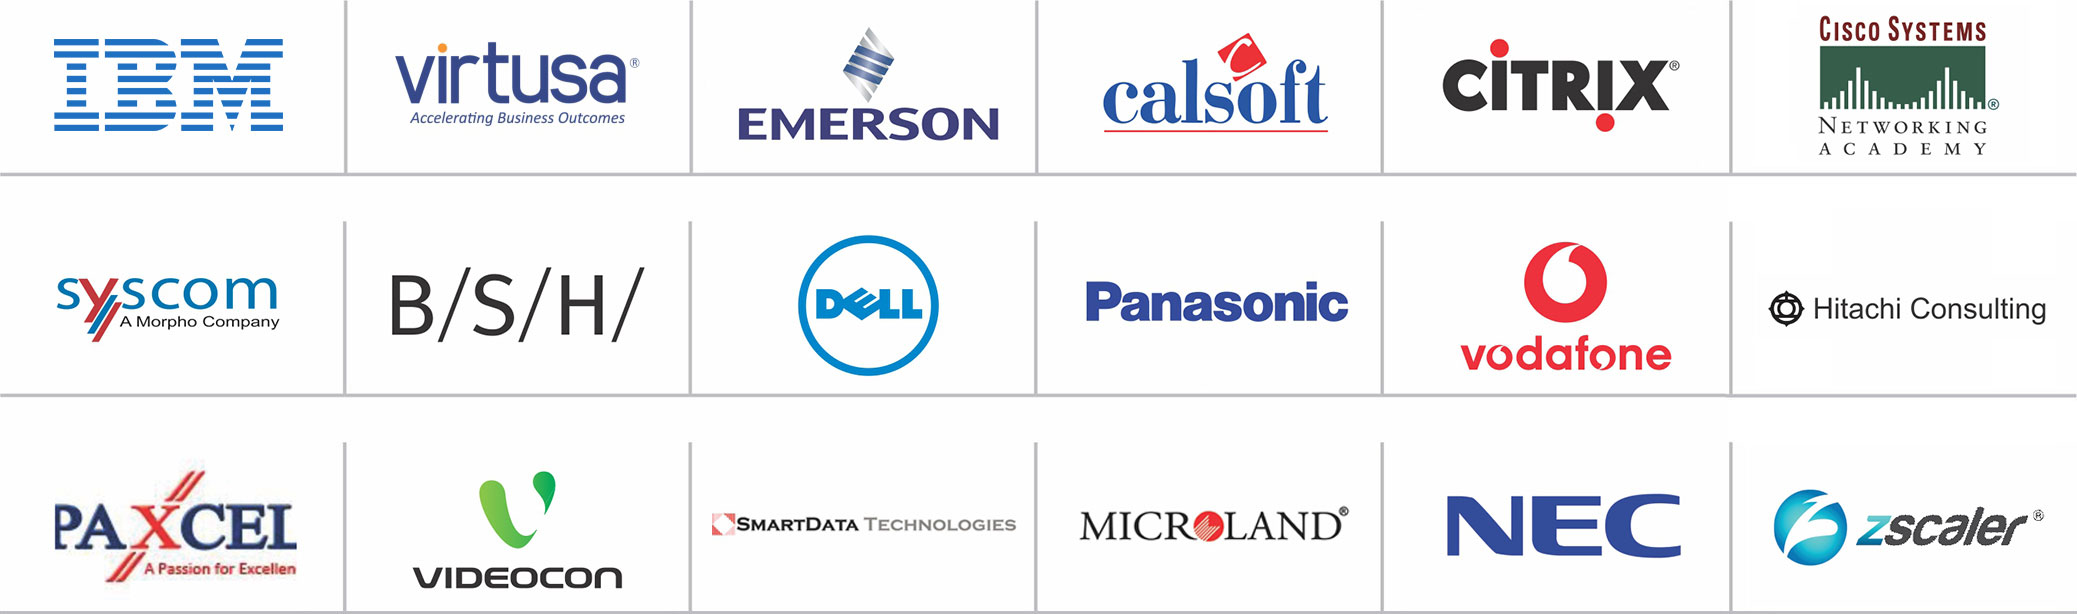 IBM
virtusa®
Accelerating Business Outcomes
EMERSON
calsoft
CiTRIX®
CISCO SYSTEMS
®
NETWORKING
ACADEMY
syscom
A Morpho Company
B/S/H/
DELL
Panasonic
vodafone
Hitachi Consulting
PAXCEL
A Passion for Excellen
VIDEOCON
SMARTDATA TECHNOLOGIES
MICROLAND®
NEC
zscaler®